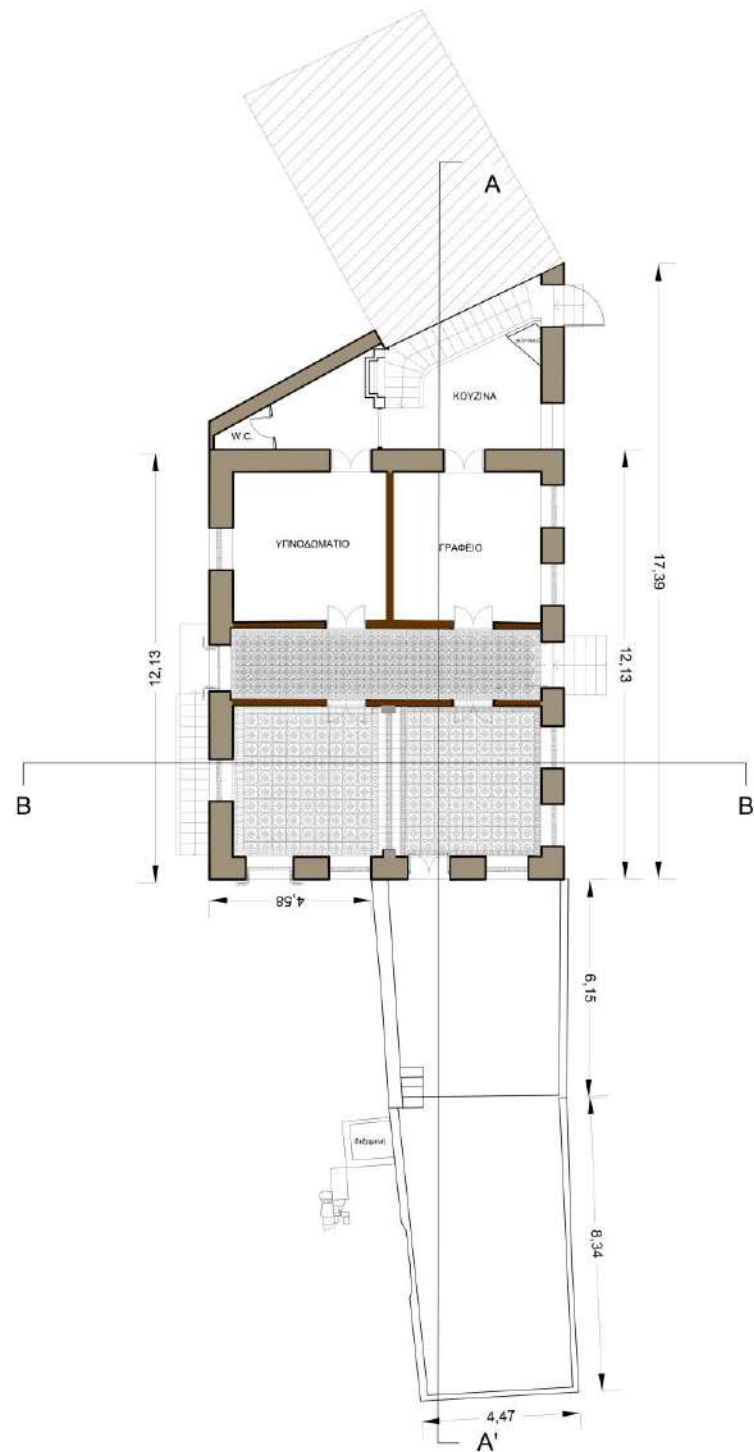 A
ΚΟΥΖΙΝΑ
W.C.
ΥΠΝΟΔΩΜΑΤΙΟ
ΓΡΑΦΕΙΟ
17,39
12,13
12,13
B
B
4,58
6,15
δεξαμενή
8,34
4,47
A'